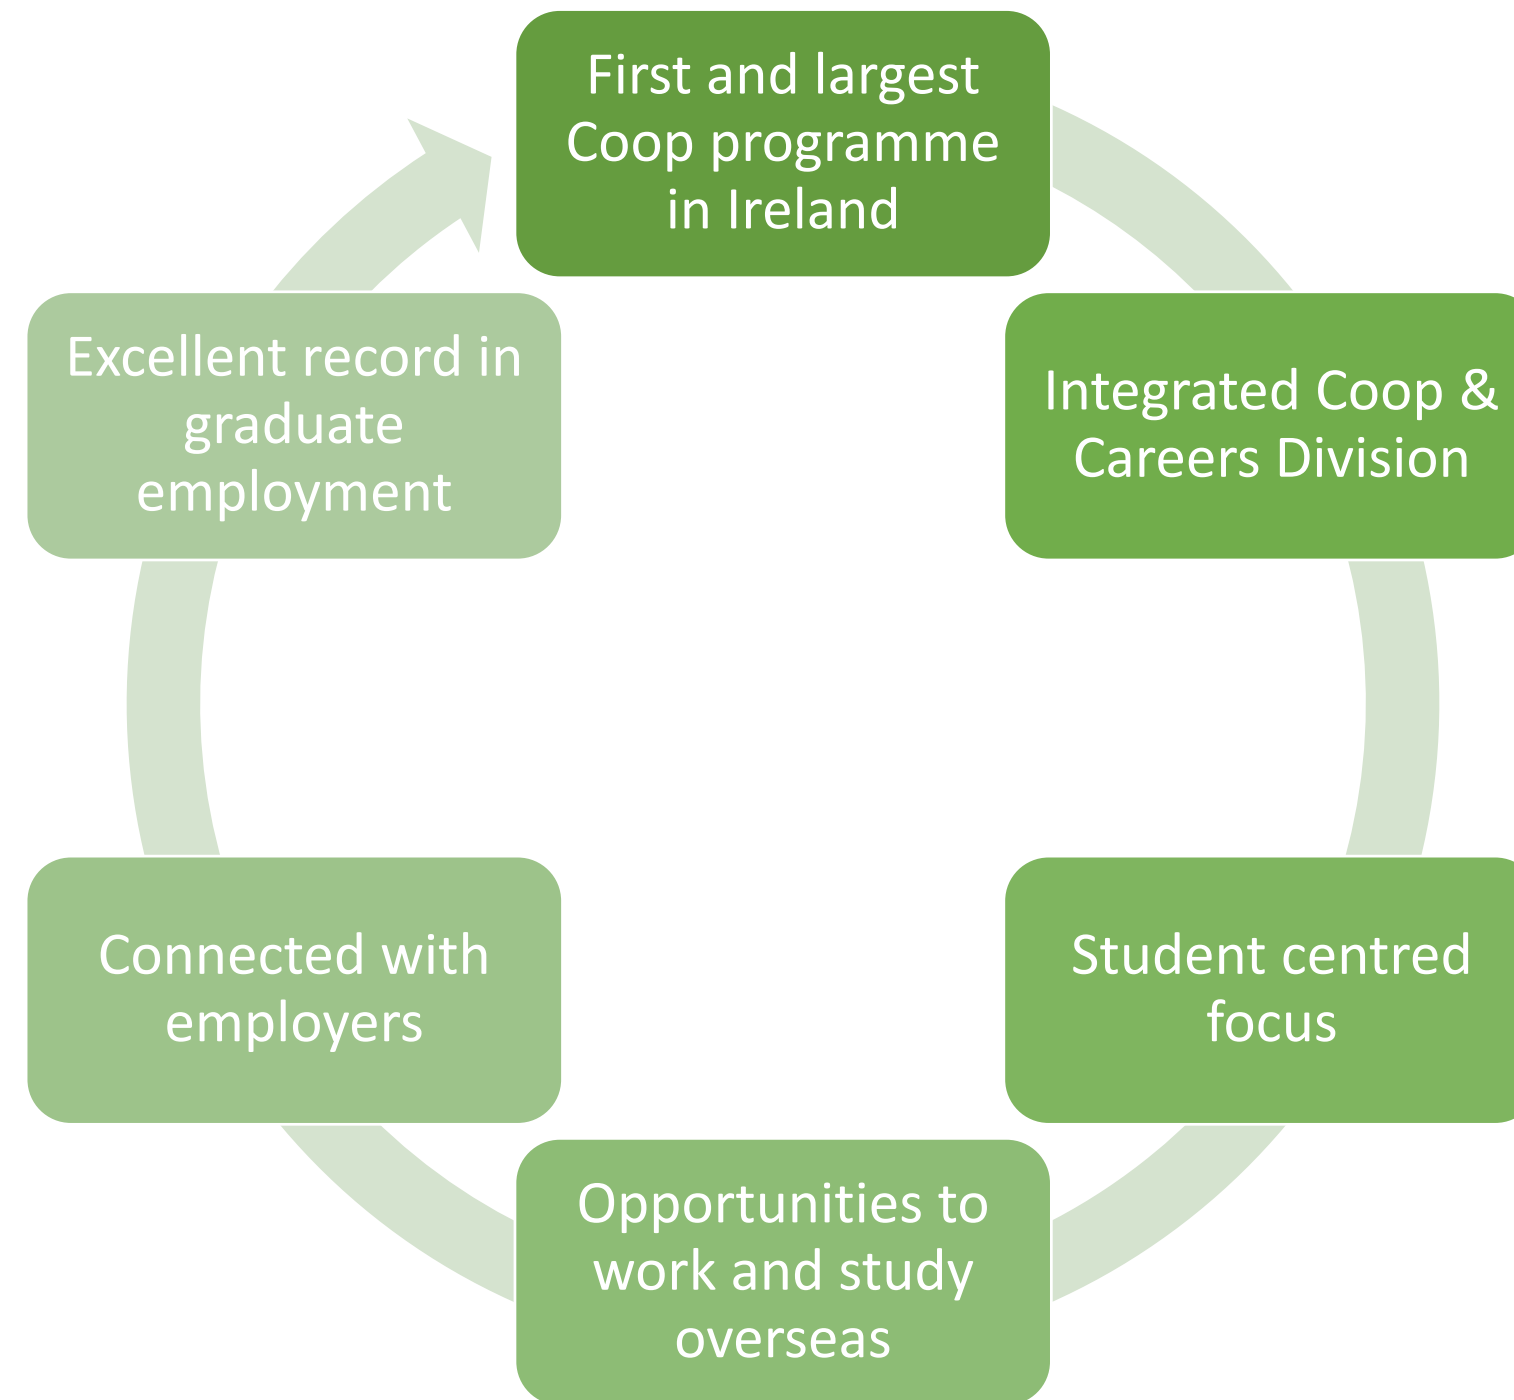 First and largest
Coop programme
in Ireland
Integrated Coop &
Careers Division
Student centred
focus
Opportunities to
work and study
overseas
Connected with
employers
Excellent record in
graduate
employment